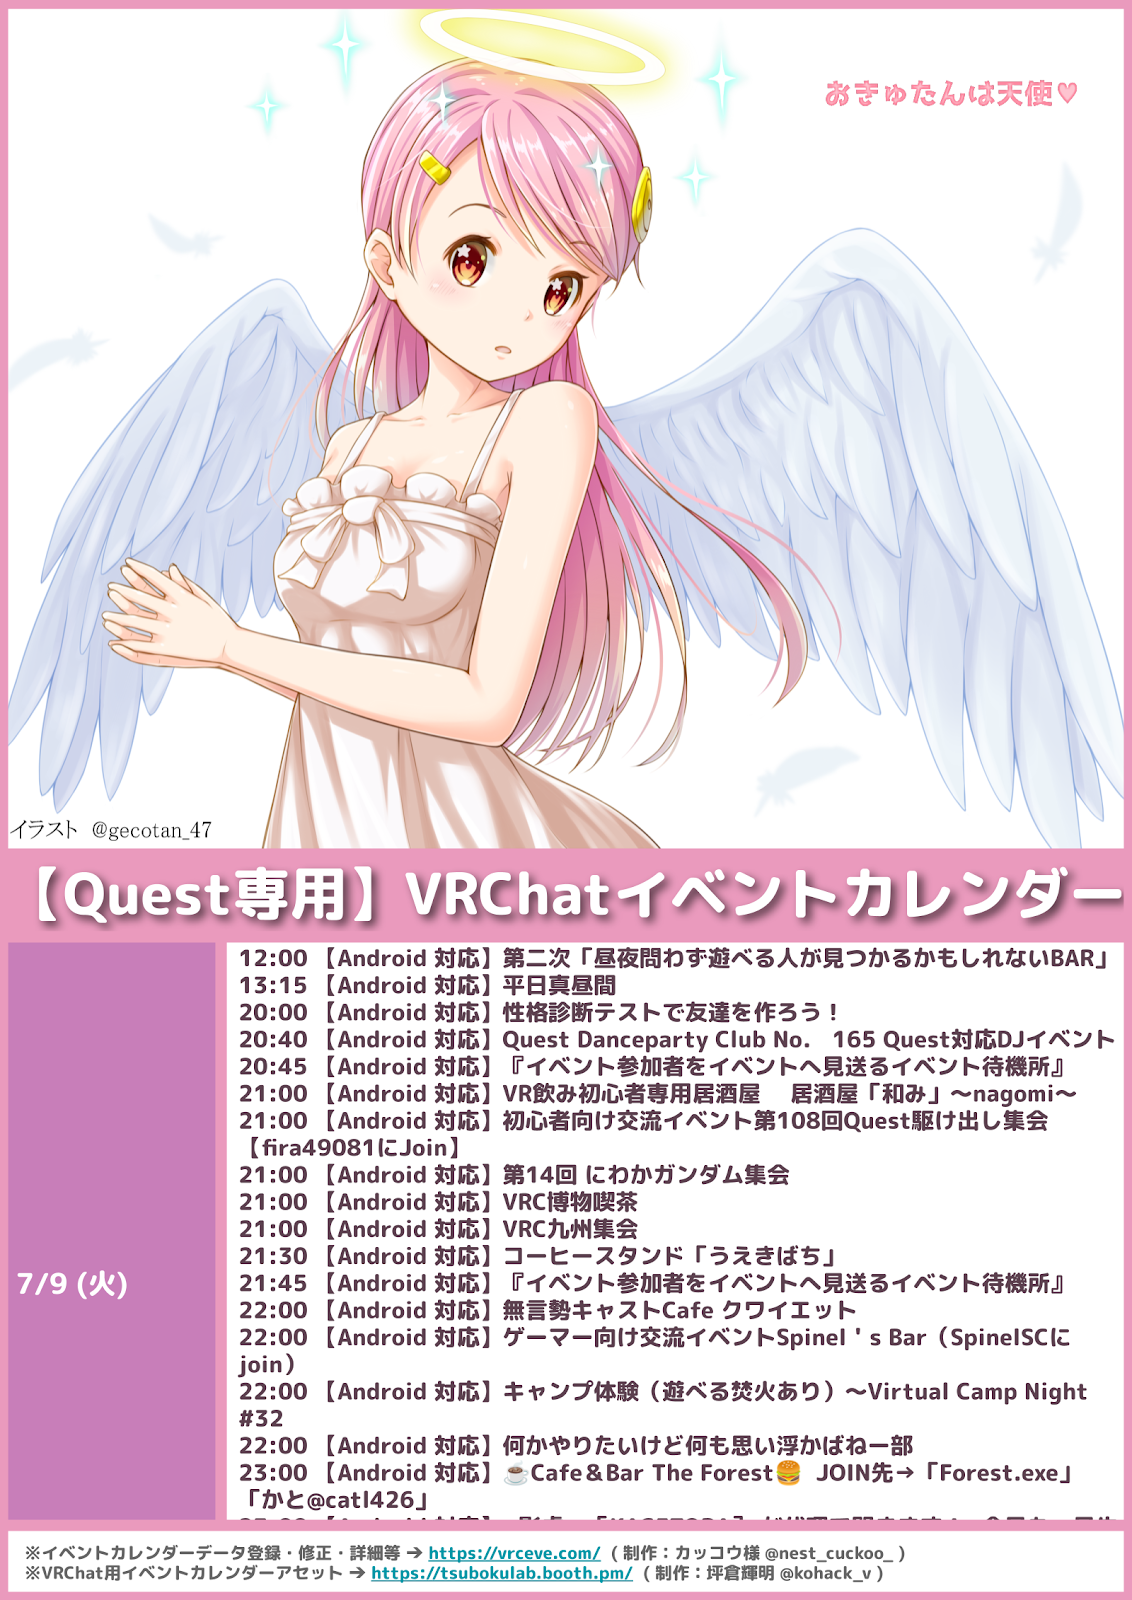 おきゅたんは天使♥
イラスト @gecotan_47
【Quest専用】VRChatイベントカレンダー
7/9 (火)
12:00 【Android 対応】第二次「昼夜問わず遊べる人が見つかるかもしれないBAR」
13:15 【Android 対応】平日真昼間
20:00 【Android 対応】性格診断テストで友達を作ろう！
20:40 【Android 対応】Quest Danceparty Club No. 165 Quest対応DJイベント
20:45 【Android 対応】『イベント参加者をイベントへ見送るイベント待機所』
21:00 【Android 対応】VR飲み初心者専用居酒屋 居酒屋「和み」～nagomi～
21:00 【Android 対応】初心者向け交流イベント第108回Quest駆け出し集会
【fira49081にJoin】
21:00 【Android 対応】第14回 にわかガンダム集会
21:00 【Android 対応】VRC博物喫茶
21:00 【Android 対応】VRC九州集会
21:30 【Android 対応】コーヒースタンド「うえきばち」
21:45 【Android 対応】『イベント参加者をイベントへ見送るイベント待機所』
22:00 【Android 対応】無言勢キャストCafe クワイエット
22:00 【Android 対応】ゲーマー向け交流イベントSpinel ' s Bar（SpinelSCに
join）
22:00 【Android 対応】キャンプ体験（遊べる焚火あり）～Virtual Camp Night
#32
22:00 【Android 対応】何かやりたいけど何も思い浮かばねー部
23:00 【Android 対応】☕Cafe＆Bar The Forest🍔 JOIN先→「Forest.exe」
「かと@catl426」
※イベントカレンダーデータ登録・修正・詳細等 ➔ https://vrceve.com/ ( 制作：カッコウ様 @nest_cuckoo_ )
※VRChat用イベントカレンダーアセット ➔ https://tsubokulab.booth.pm/ ( 制作：坪倉輝明 @kohack_v )